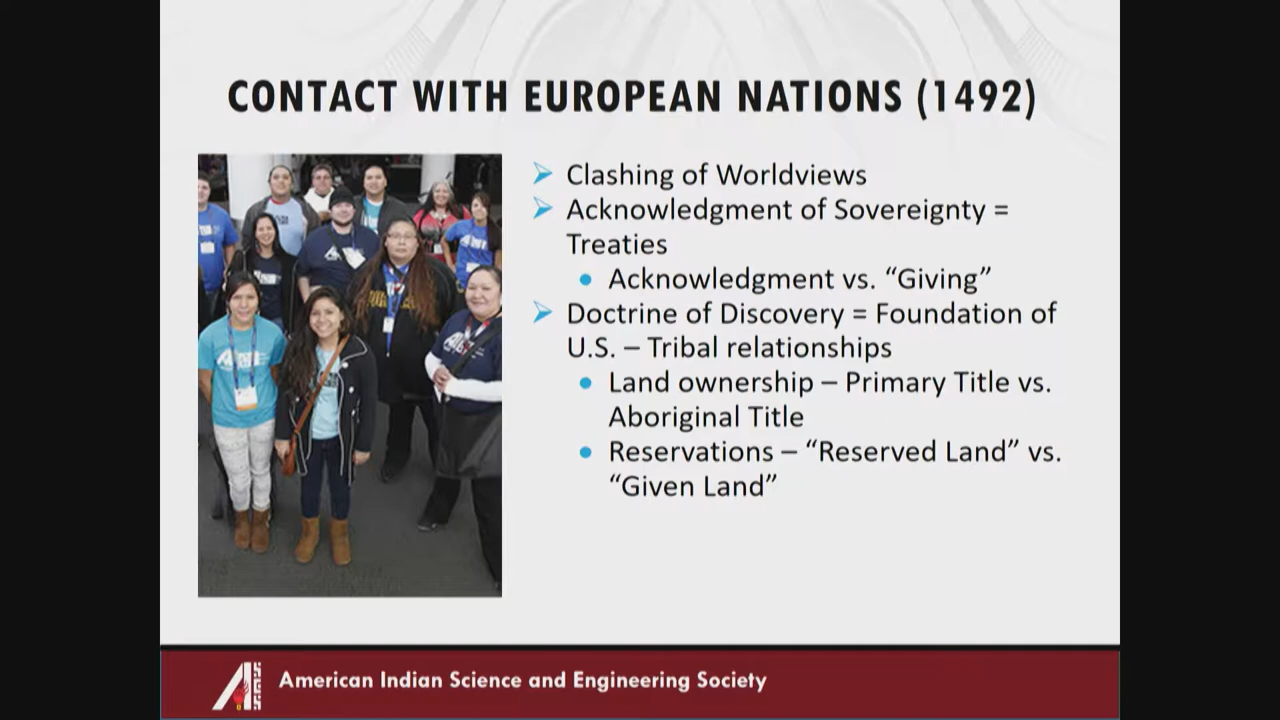 CONTACT WITH EUROPEAN NATIONS (1492)
Clashing of Worldviews
Acknowledgment of Sovereignty =
Treaties
Acknowledgment vs. “Giving”
Doctrine of Discovery = Foundation of
U.S. – Tribal relationships
Land ownership – Primary Title vs.
Aboriginal Title
Reservations – “Reserved Land” vs.
“Given Land”
American Indian Science and Engineering Society